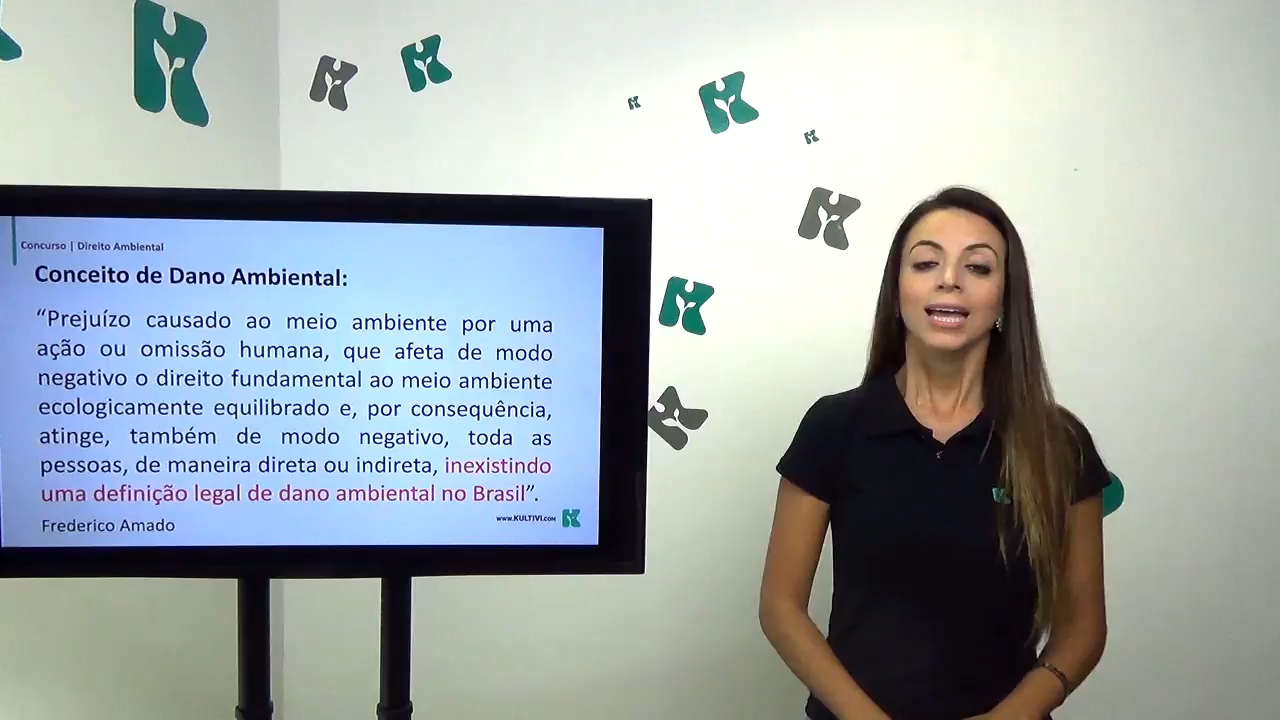 Concurso | Direito Ambiental
Conceito de Dano Ambiental:
“Prejuízo causado ao meio ambiente por uma
ação ou omissão humana, que afeta de modo
negativo o direito fundamental ao meio ambiente
ecologicamente equilibrado e, por consequência,
atinge, também de modo negativo, toda as
pessoas, de maneira direta ou indireta, inexistindo
uma definição legal de dano ambiental no Brasil”.
Frederico Amado
www.KULTIVI.COM